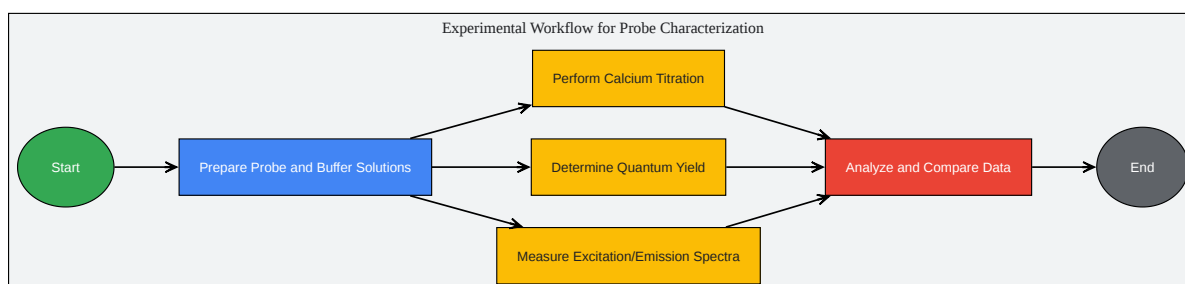 Experimental Workflow for Probe Characterization
Start
Prepare Probe and Buffer Solutions
Perform Calcium Titration
Determine Quantum Yield
Measure Excitation/Emission Spectra
Analyze and Compare Data
End